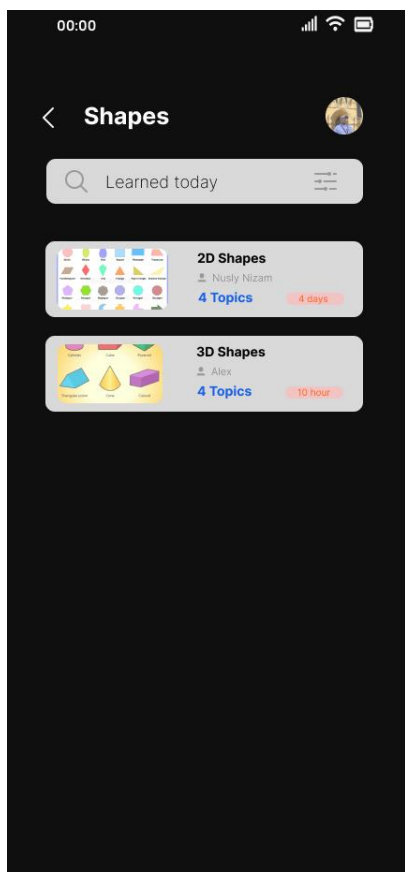 00:00
Shapes
Learned today
2D Shapes
Nusly Nizam
4 Topics
4 days
3D Shapes
Alex
4 Topics
10 hour